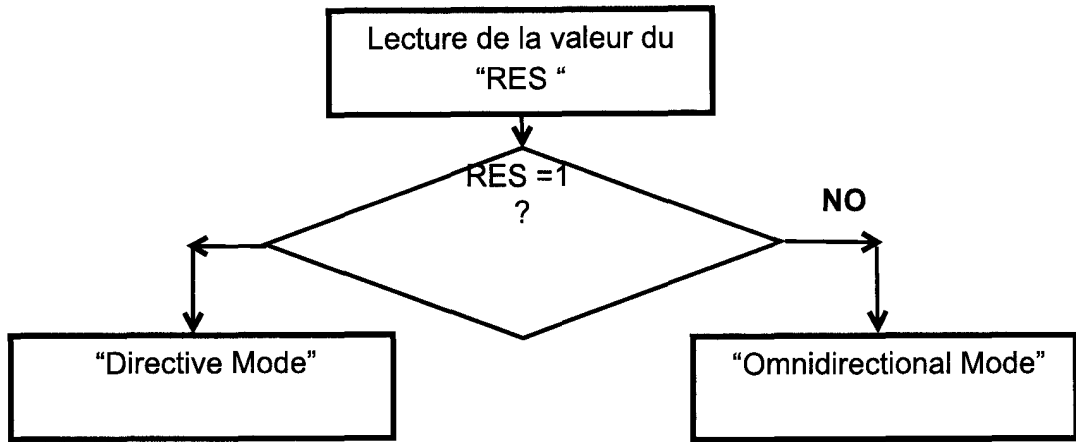 Lecture de la valeur du
“RES “
RES =1
?
NO
“Directive Mode”
“Omnidirectional Mode”